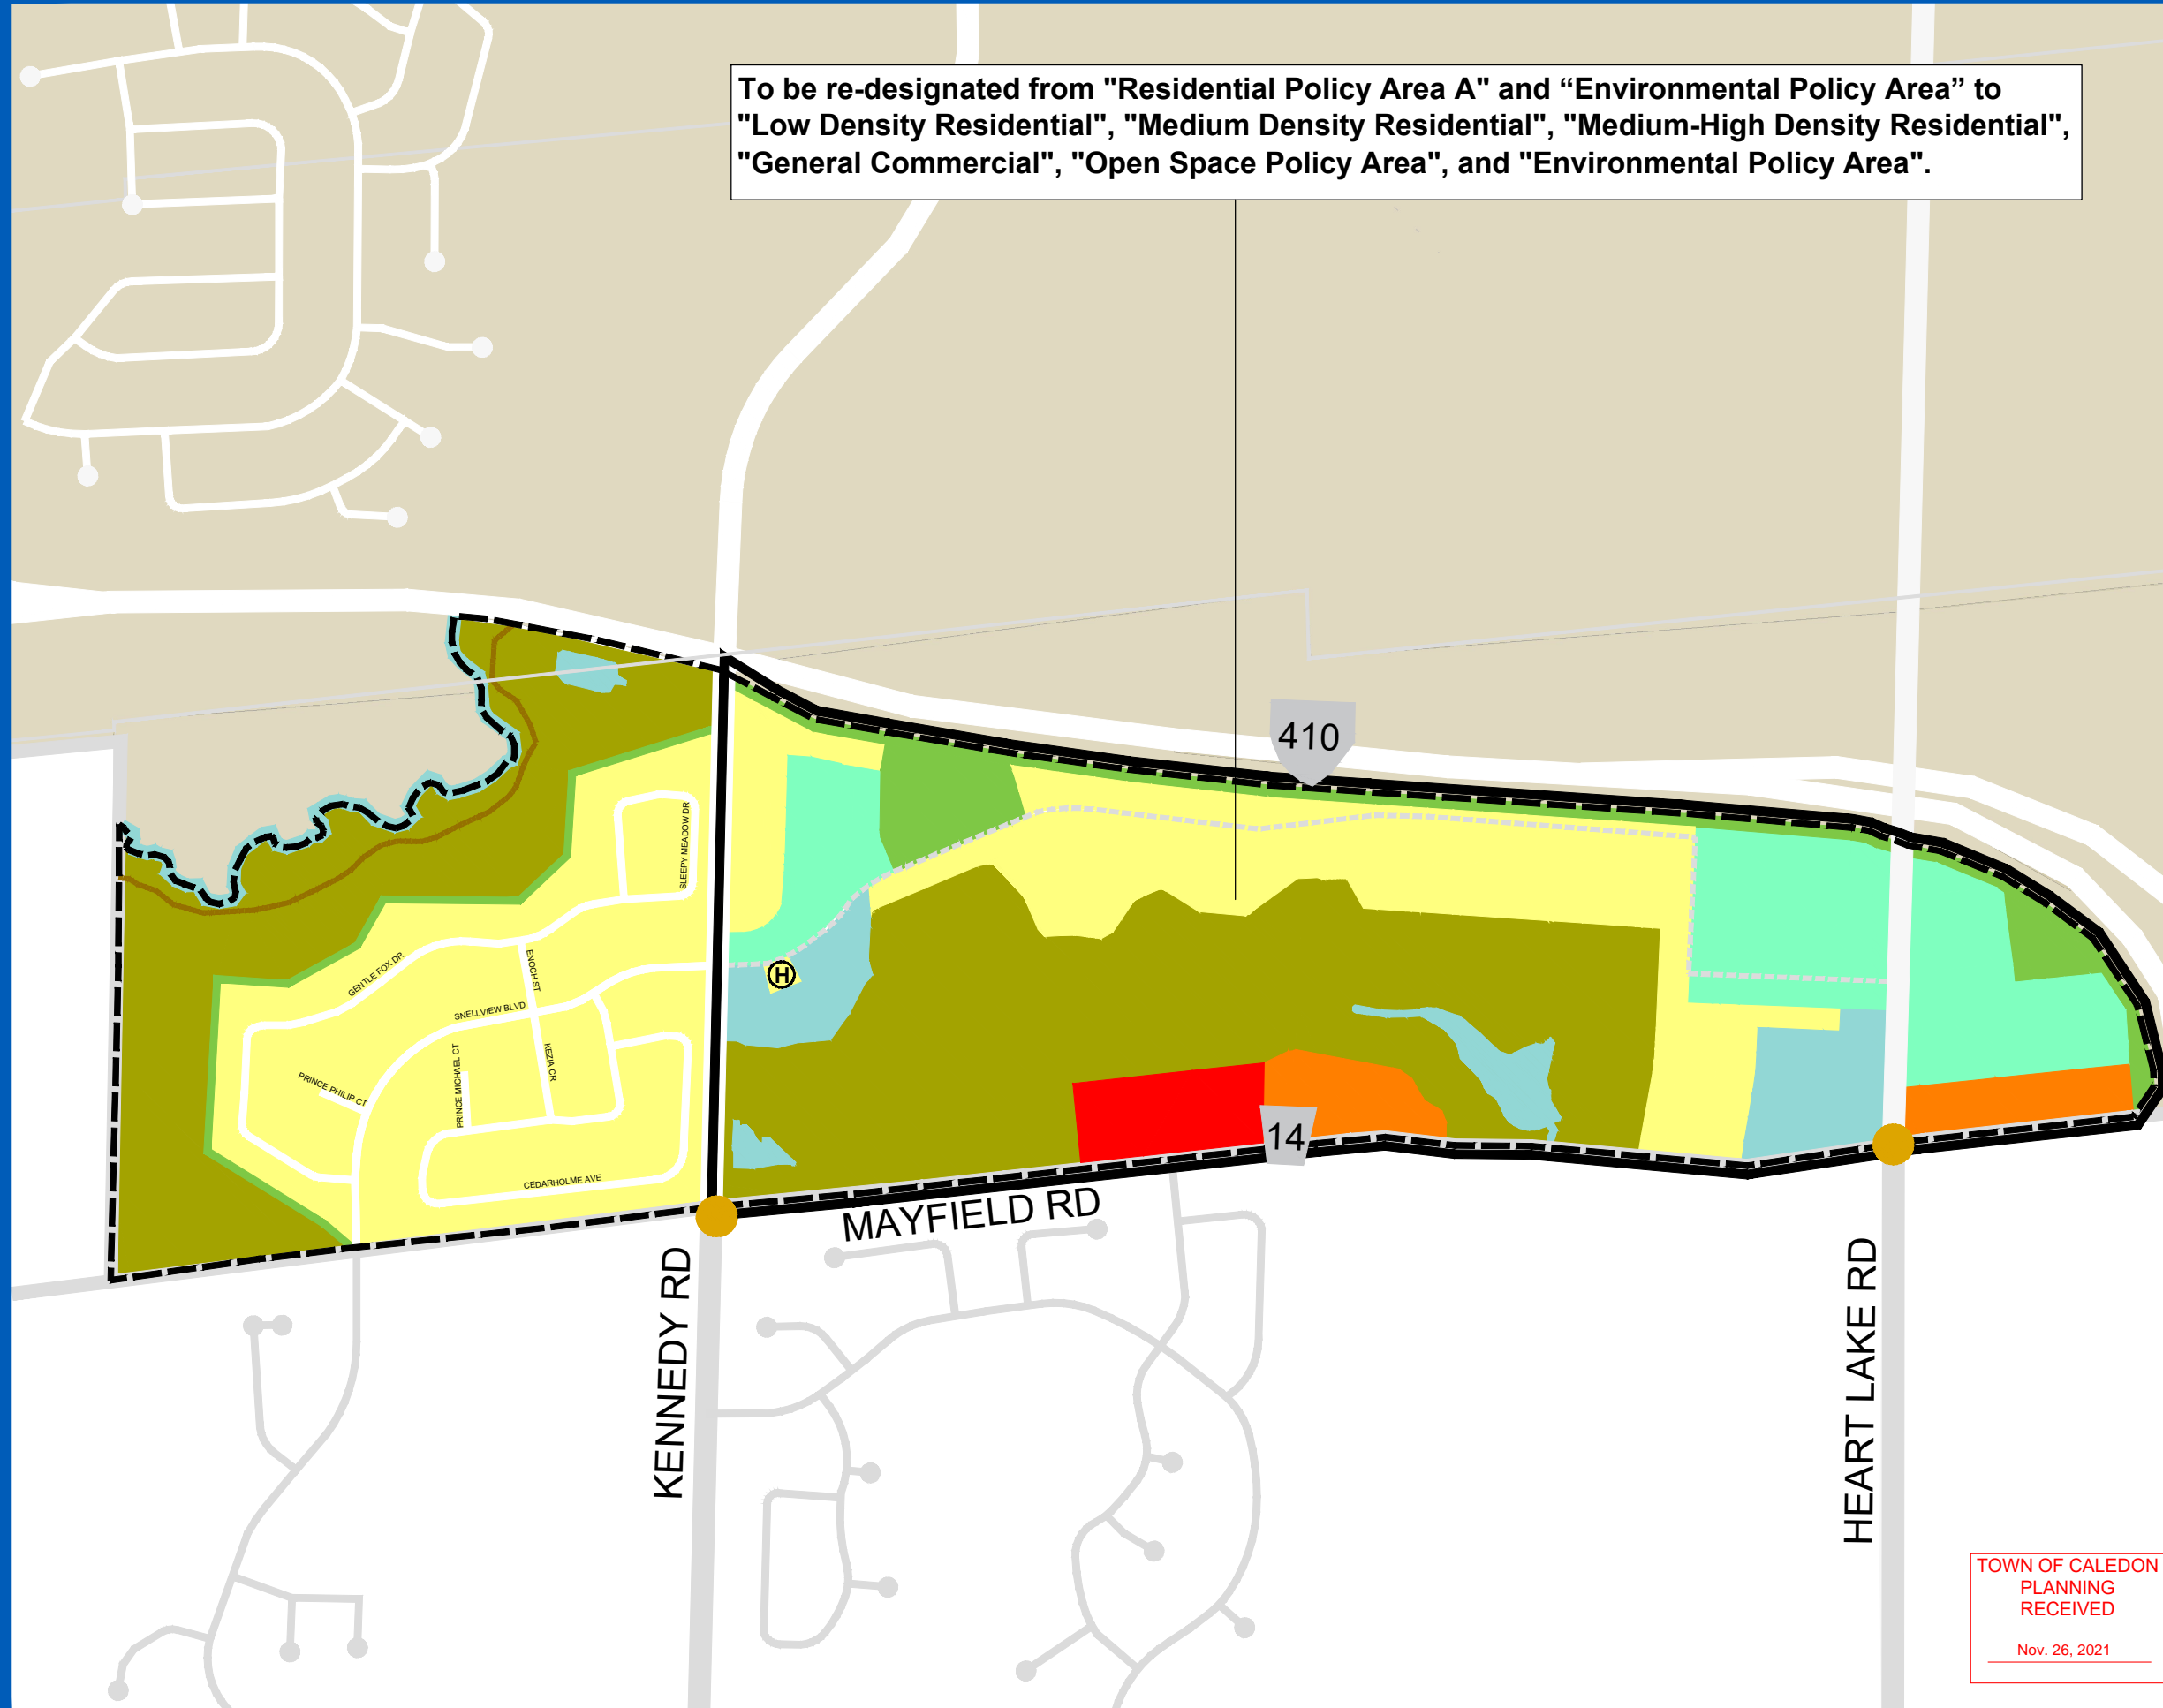 To be re-designated from "Residential Policy Area A" and “Environmental Policy Area” to
"Low Density Residential", "Medium Density Residential", "Medium-High Density Residential",
"General Commercial", "Open Space Policy Area", and "Environmental Policy Area".
410
SLEEPY MEADOW DR
GENTLE FOX DR
ENOCH ST
H
SNELLVIEW BLVD
PRINCE MICHAEL CT
KEZIA CR
PRINCE PHILIP CT
14
CEDARHOLME AVE
MAYFIELD RD
KENNEDY RD
HEART LAKE RD
TOWN OF CALEDON
PLANNING
RECEIVED
Nov. 26, 2021